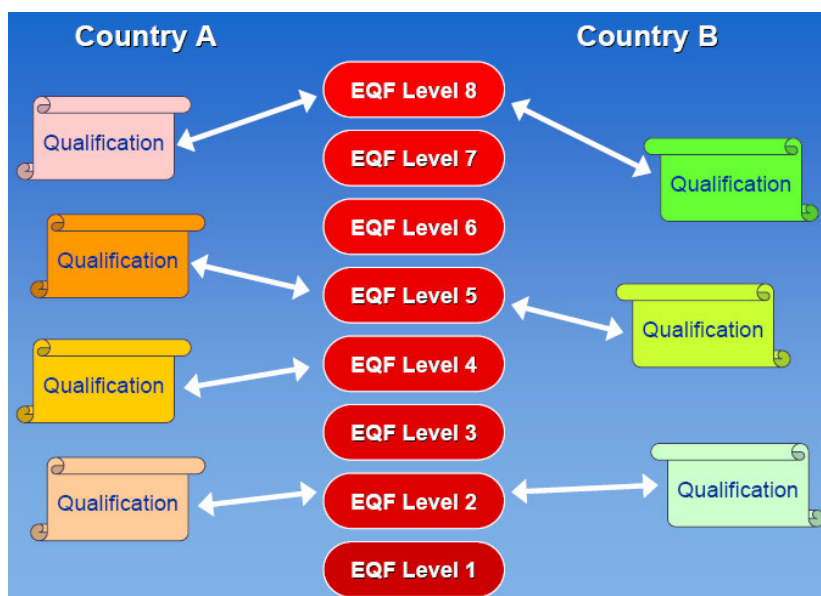 Country A
Country B
EQF Level 8
Qualification
EQF Level 7
Qualification
EQF Level 6
Qualification
EQF Level 5
Qualification
EQF Level 4
Qualification
EQF Level 3
Qualification
EQF Level 2
Qualification
EQF Level 1